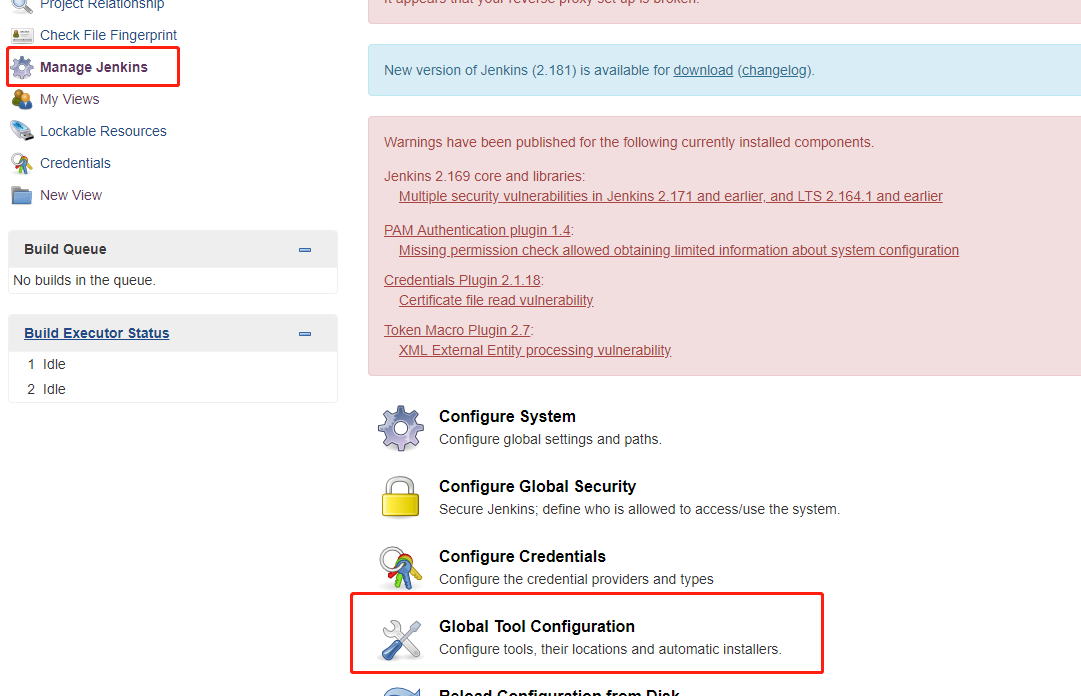 Project Relationship
Check File Fingerprint
Manage Jenkins
My Views
Lockable Resources
Credentials
New View
Build Queue
No builds in the queue.
Build Executor Status
1 Idle
2 Idle
It appears that your reverse proxy set up is broken.
New version of Jenkins (2.181) is available for download (changelog).
Warnings have been published for the following currently installed components.
Jenkins 2.169 core and libraries:
Multiple security vulnerabilities in Jenkins 2.171 and earlier, and LTS 2.164.1 and earlier
PAM Authentication plugin 1.4:
Missing permission check allowed obtaining limited information about system configuration
Credentials Plugin 2.1.18:
Certificate file read vulnerability
Token Macro Plugin 2.7:
XML External Entity processing vulnerability
Configure System
Configure global settings and paths.
Configure Global Security
Secure Jenkins; define who is allowed to access/use the system.
Configure Credentials
Configure the credential providers and types
Global Tool Configuration
Configure tools, their locations and automatic installers.
Reload Configuration from Disk